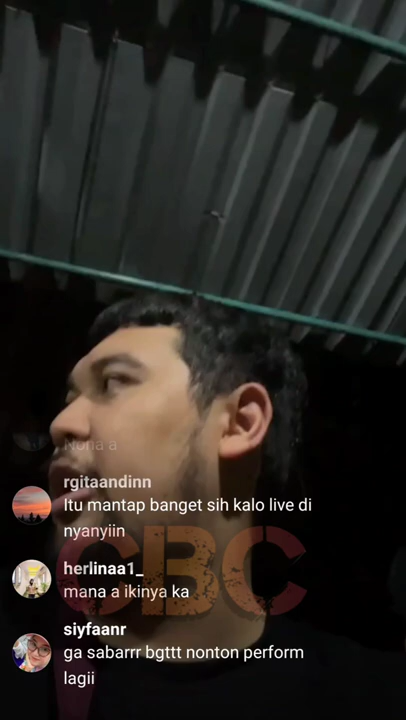 Nona a
rgitaandinn
Itu mantap banget sih kalo live di
nyanyiin
herlinaa1_
mana a ikinya ka
siyfaanr
ga sabarrr bgttt nonton perform
lagii
CBC